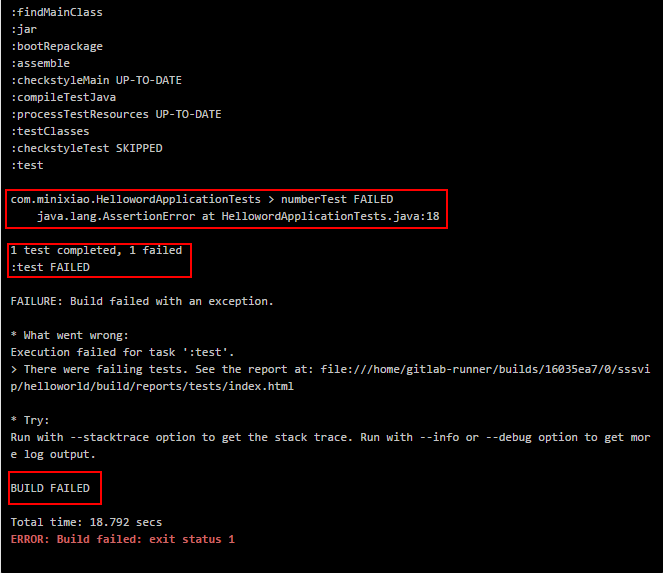 :findMainClass
:jar
:bootRepackage
:assemble
:checkstyleMain UP-TO-DATE
:compileTestJava
:processTestResources UP-TO-DATE
:testClasses
:checkstyleTest SKIPPED
:test
com.minixiao.HellowordApplicationTests > numberTest FAILED
java.lang.AssertionError at HellowordApplicationTests.java:18
1 test completed, 1 failed
:test FAILED
FAILURE: Build failed with an exception.
* What went wrong:
Execution failed for task ':test'.
> There were failing tests. See the report at: file:///home/gitlab-runner/builds/16035ea7/0/sssvi
p/helloworld/build/reports/tests/index.html
* Try:
Run with --stacktrace option to get the stack trace. Run with --info or --debug option to get mor
e log output.
BUILD FAILED
Total time: 18.792 secs
ERROR: Build failed: exit status 1